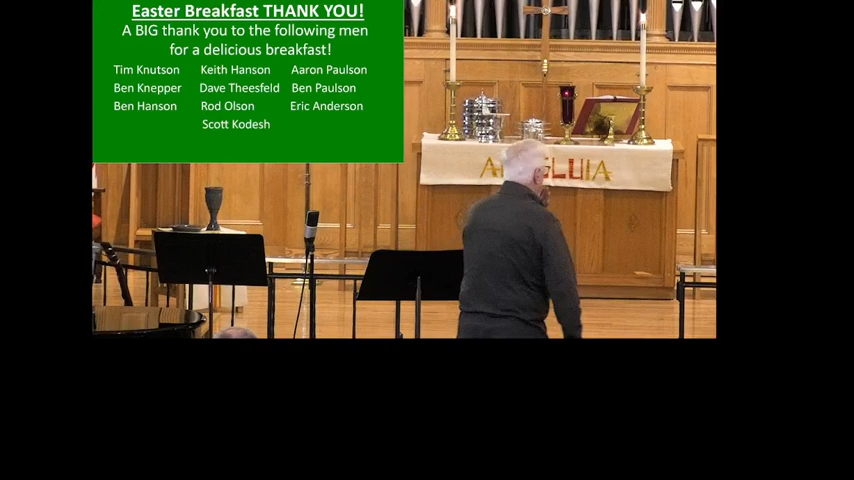 Easter Breakfast THANK YOU!
A BIG thank you to the following men
for a delicious breakfast!
Tim Knutson Keith Hanson Aaron Paulson
Ben Knepper Dave Theesfeld Ben Paulson
Ben Hanson Rod Olson Eric Anderson
Scott Kodesh